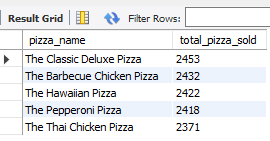 Result Grid Filter Rows:
pizza_name total_pizza_sold
The Classic Deluxe Pizza 2453
The Barbecue Chicken Pizza 2432
The Hawaiian Pizza 2422
The Pepperoni Pizza 2418
The Thai Chicken Pizza 2371